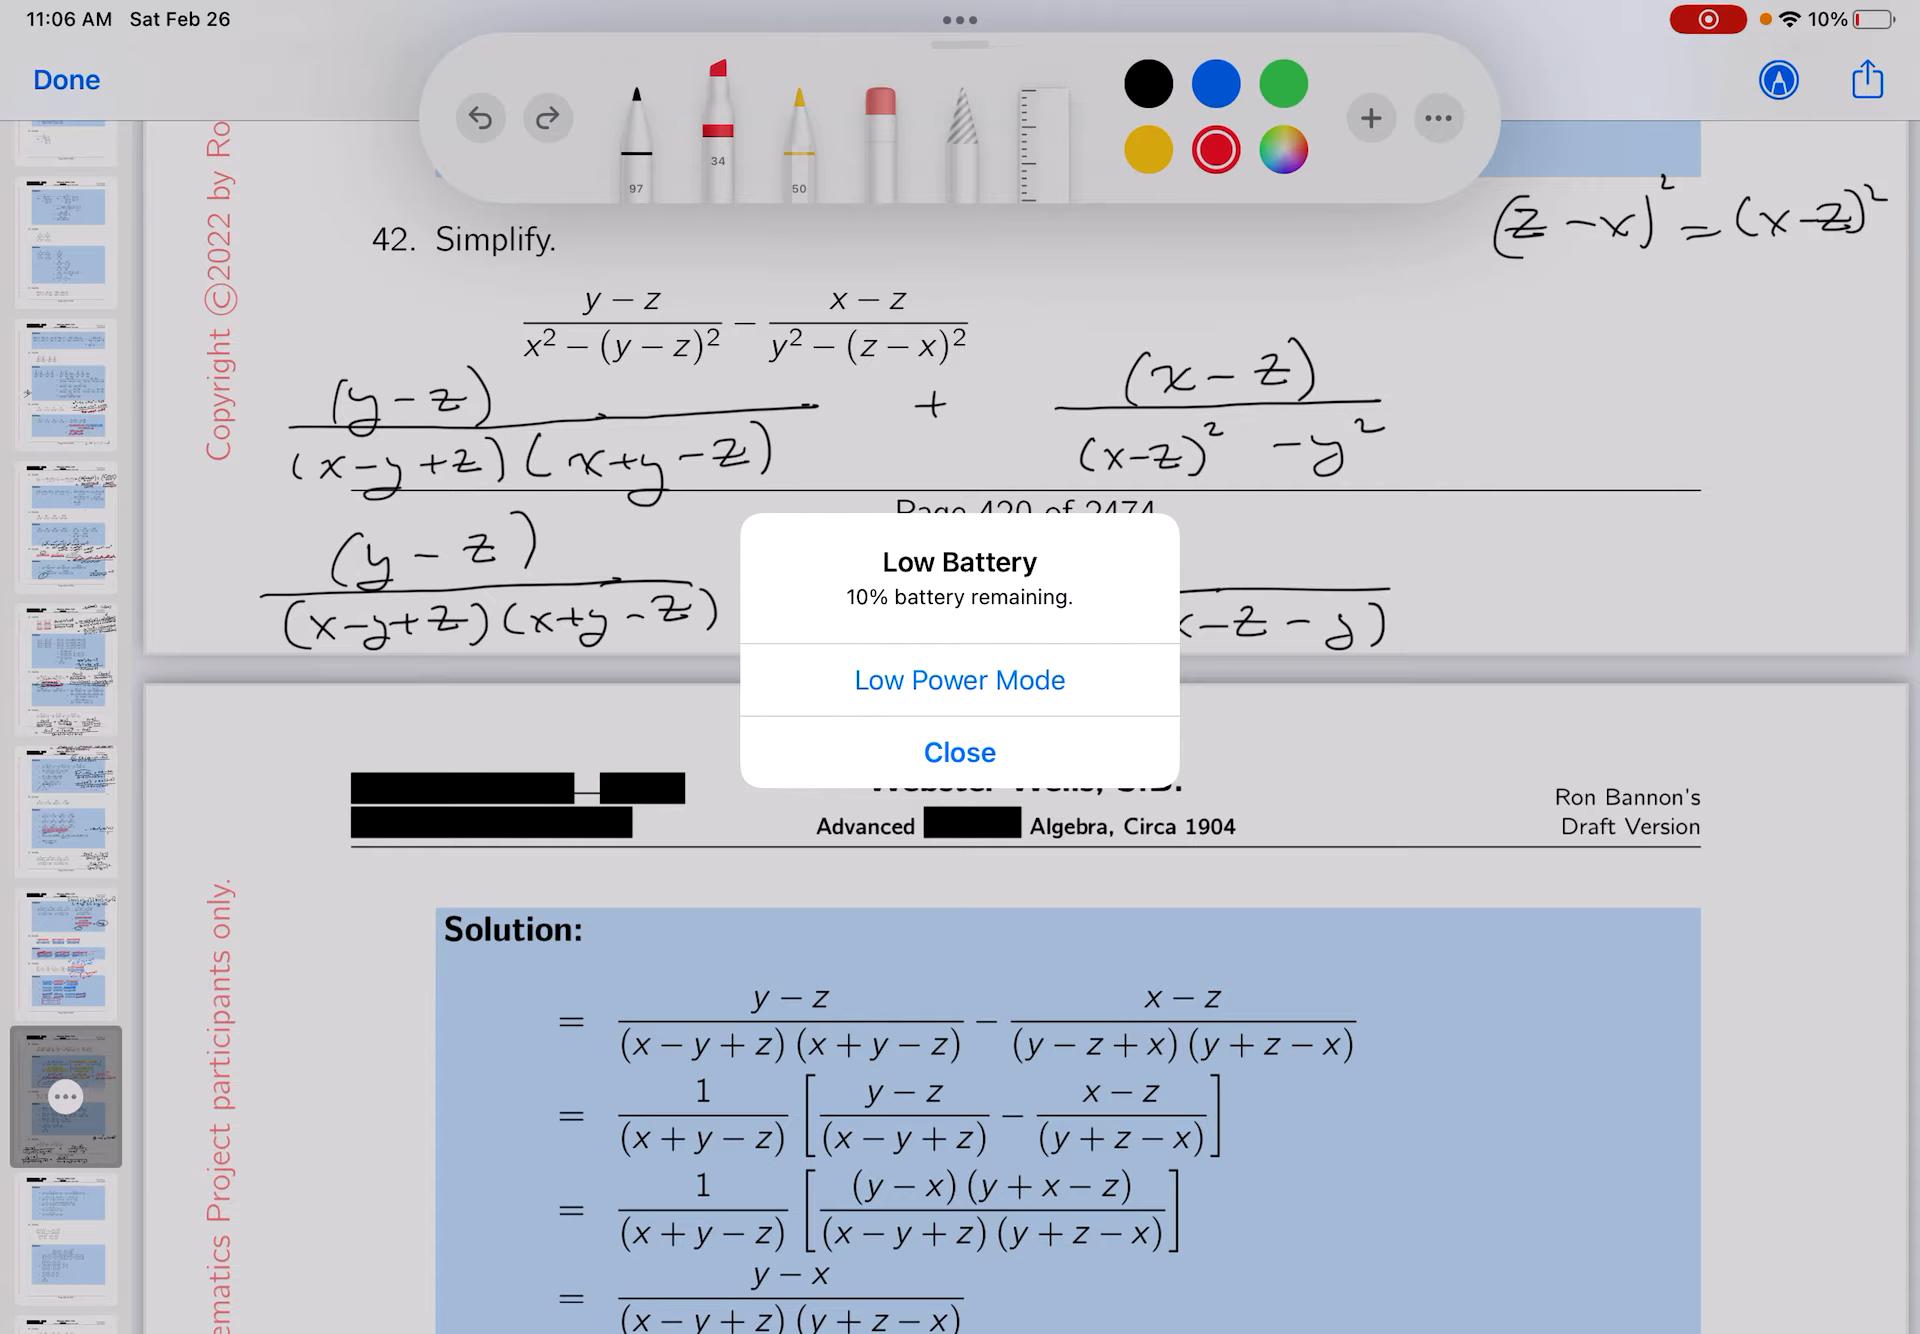 11:06 AM Sat Feb 26
10%
Done
97
34
50
Copyright ©2022 by Ro
(z - x)² = (x - z)²
42. Simplify.
y − z / x² − (y − z)² − x − z / y² − (z − x)²
(y - z) / (x-y+z)(x+y-z) + (x - z) / (x-z)² - y²
Page 420 of 2474
(y - z) / (x-y+z)(x+y-z)
x-z-y)
Low Battery
10% battery remaining.
Low Power Mode
Close
Advanced Algebra, Circa 1904
Ron Bannon's
Draft Version
ematics Project participants only.
Solution:
= y − z / (x − y + z) (x + y − z) − x − z / (y − z + x) (y + z − x)
= 1 / (x + y − z) [ y − z / (x − y + z) − x − z / (y + z − x) ]
= 1 / (x + y − z) [ (y − x) (y + x − z) / (x − y + z) (y + z − x) ]
= y − x / (x − y + z) (y + z − x)